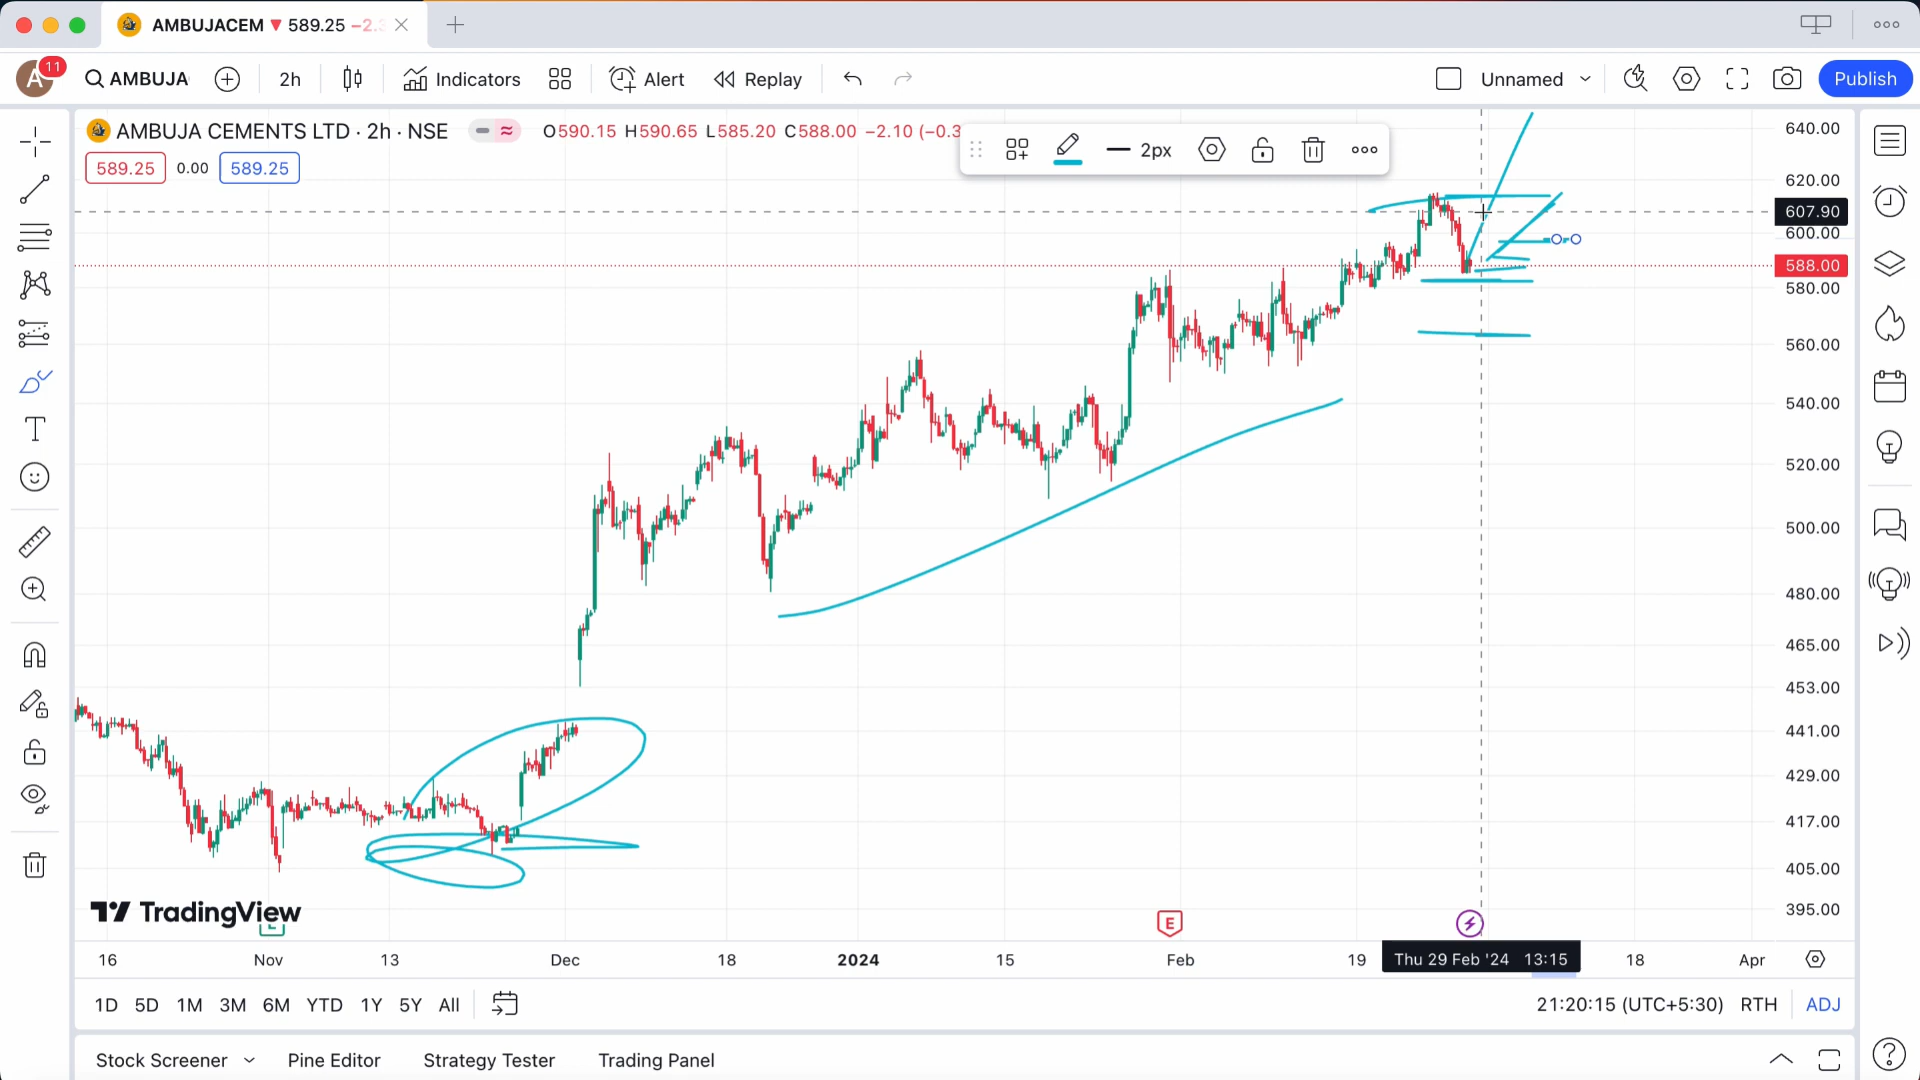 AMBUJACEM ▼ 589.25 −2.
A 11 AMBUJA 2h Indicators Alert Replay Unnamed Publish
AMBUJA CEMENTS LTD · 2h · NSE O590.15 H590.65 L585.20 C588.00 −2.10 (−0.3
2px
589.25 0.00 589.25
640.00
620.00
607.90
600.00
588.00
580.00
560.00
540.00
520.00
500.00
480.00
465.00
453.00
441.00
429.00
417.00
405.00
395.00
TradingView
E E
16 Nov 13 Dec 18 2024 15 Feb 19 Thu 29 Feb '24 13:15 18 Apr
1D 5D 1M 3M 6M YTD 1Y 5Y All 21:20:15 (UTC+5:30) RTH ADJ
Stock Screener Pine Editor Strategy Tester Trading Panel